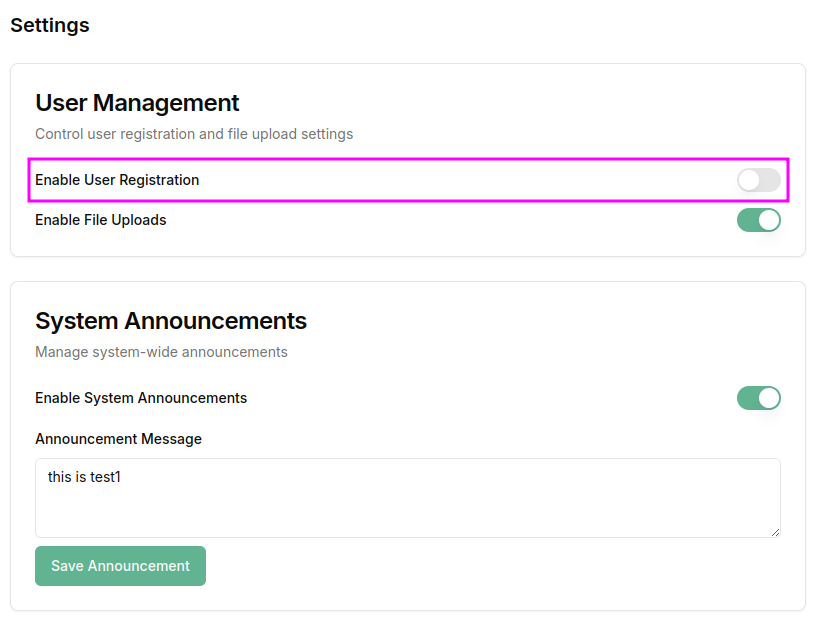 Settings
User Management
Control user registration and file upload settings
Enable User Registration
Enable File Uploads
System Announcements
Manage system-wide announcements
Enable System Announcements
Announcement Message
this is test1
Save Announcement